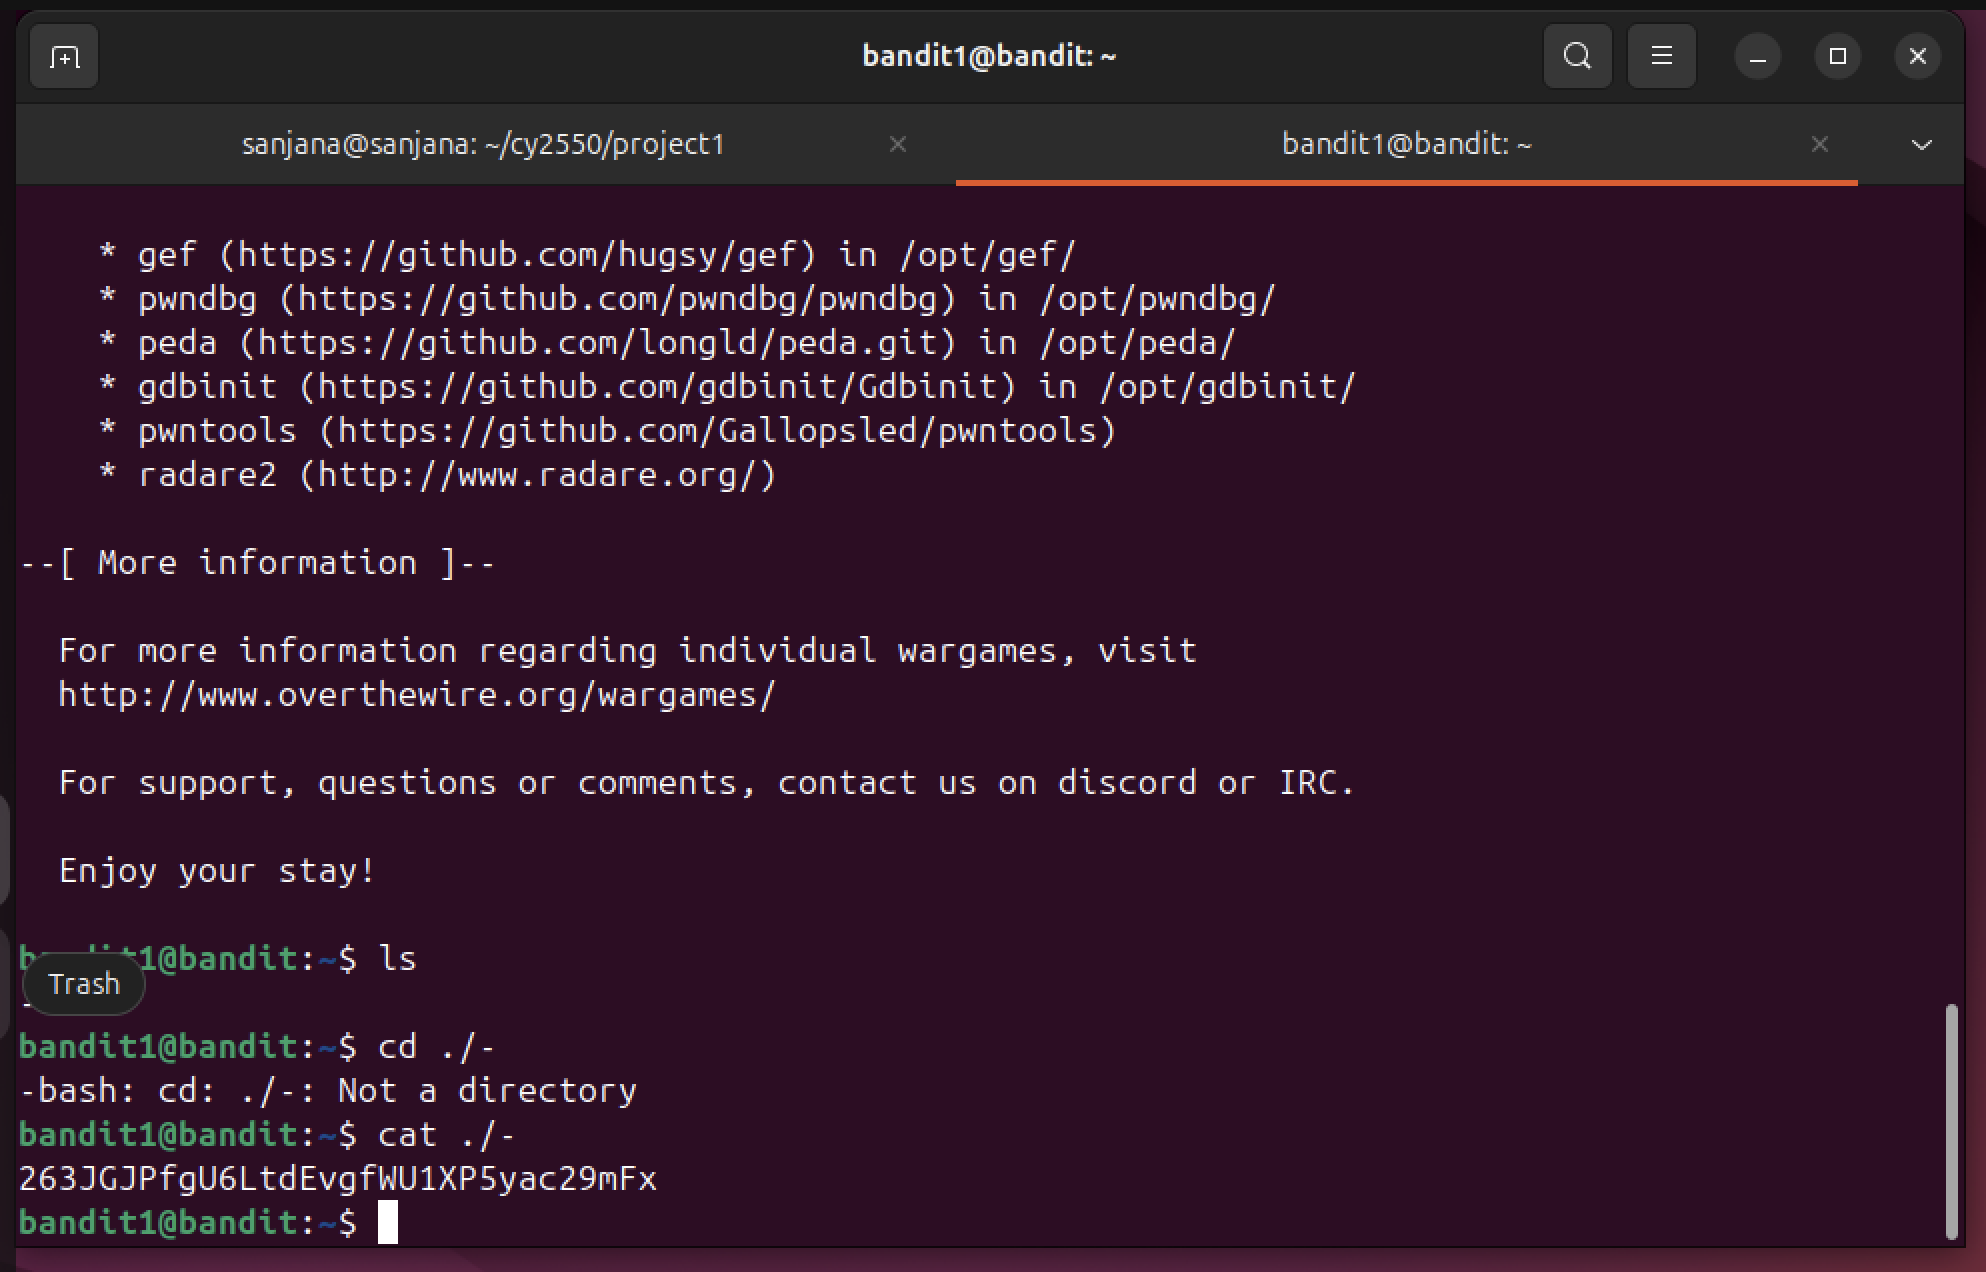 bandit1@bandit: ~
sanjana@sanjana: ~/cy2550/project1
bandit1@bandit: ~
* gef (https://github.com/hugsy/gef) in /opt/gef/
* pwndbg (https://github.com/pwndbg/pwndbg) in /opt/pwndbg/
* peda (https://github.com/longld/peda.git) in /opt/peda/
* gdbinit (https://github.com/gdbinit/Gdbinit) in /opt/gdbinit/
* pwntools (https://github.com/Gallopsled/pwntools)
* radare2 (http://www.radare.org/)
--[ More information ]--
For more information regarding individual wargames, visit
http://www.overthewire.org/wargames/
For support, questions or comments, contact us on discord or IRC.
Enjoy your stay!
bandit1@bandit:~$ ls
Trash
-
bandit1@bandit:~$ cd ./-
-bash: cd: ./-: Not a directory
bandit1@bandit:~$ cat ./-
263JGJPfgU6LtdEvgfWU1XP5yac29mFx
bandit1@bandit:~$